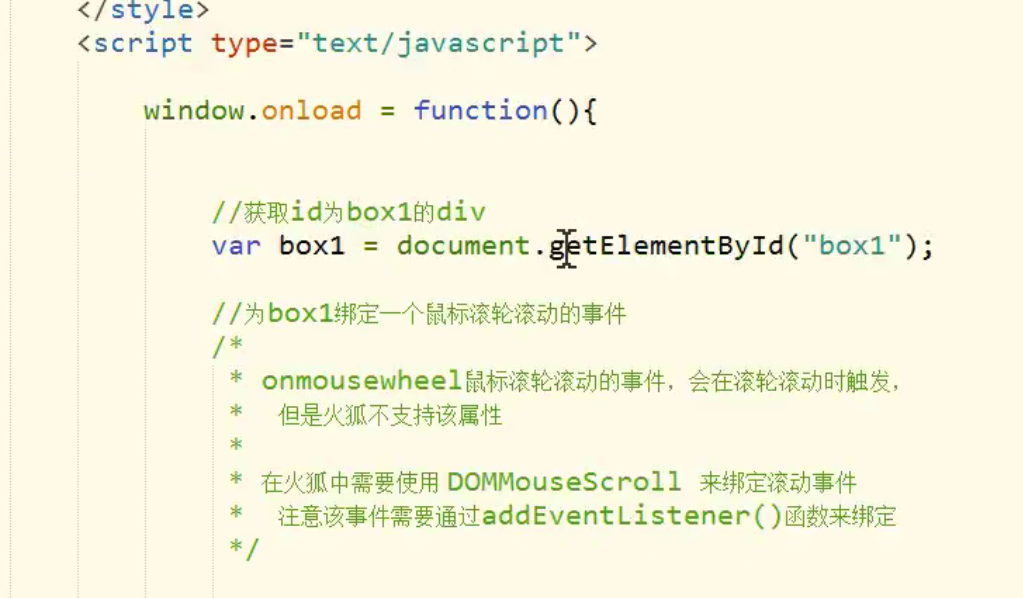 </style>
<script type="text/javascript">
window.onload = function(){
//获取id为box1的div
var box1 = document.getElementById("box1");
//为box1绑定一个鼠标滚轮滚动的事件
/*
* onmousewheel鼠标滚轮滚动的事件，会在滚轮滚动时触发，
* 但是火狐不支持该属性
*
* 在火狐中需要使用 DOMMouseScroll 来绑定滚动事件
* 注意该事件需要通过addEventListener()函数来绑定
*/